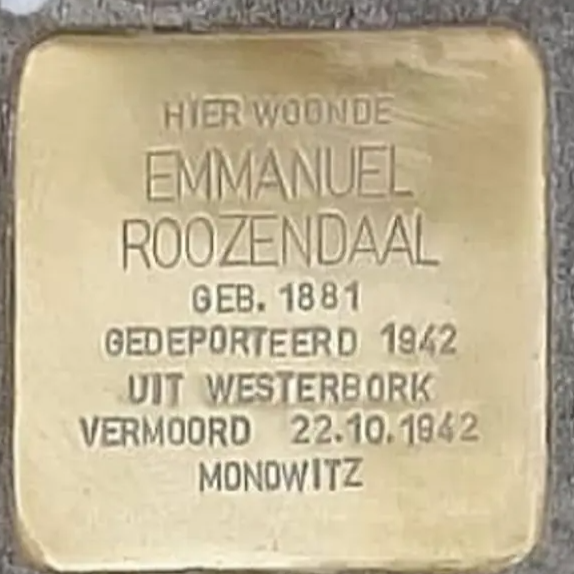 HIER WOONDE
EMMANUEL
ROOZENDAAL
GEB. 1881
GEDEPORTEERD 1942
UIT WESTERBORK
VERMOORD 22.10.1942
MONOWITZ